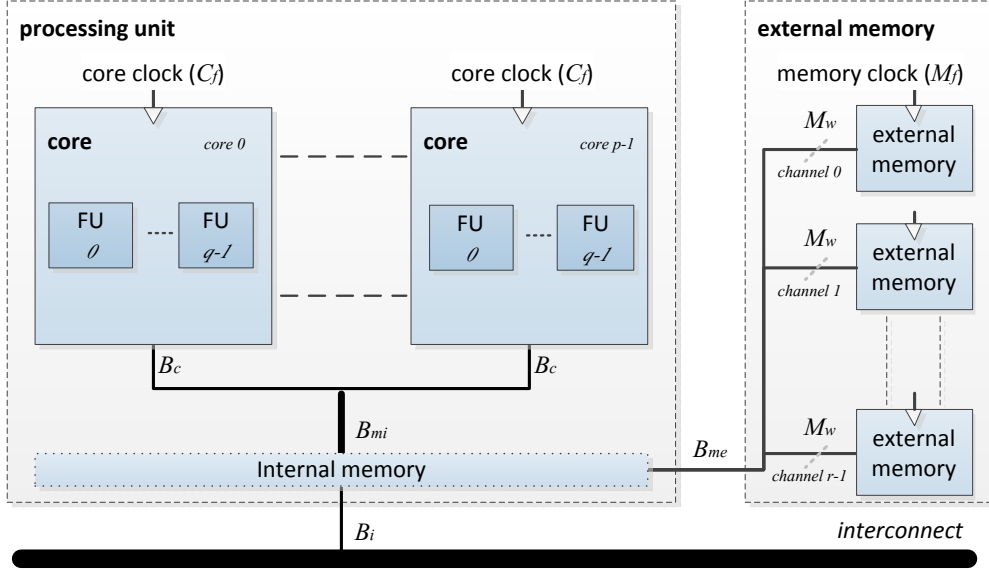 processing unit
core clock (Cf)
core clock (Cf)
core
core 0
core
core p-1
FU
0
FU
q-1
FU
0
FU
q-1
Bc
Bc
Bmi
Internal memory
Bi
Bme
external memory
memory clock (Mf)
Mw
channel 0
external
memory
Mw
channel 1
external
memory
Mw
channel r-1
external
memory
interconnect